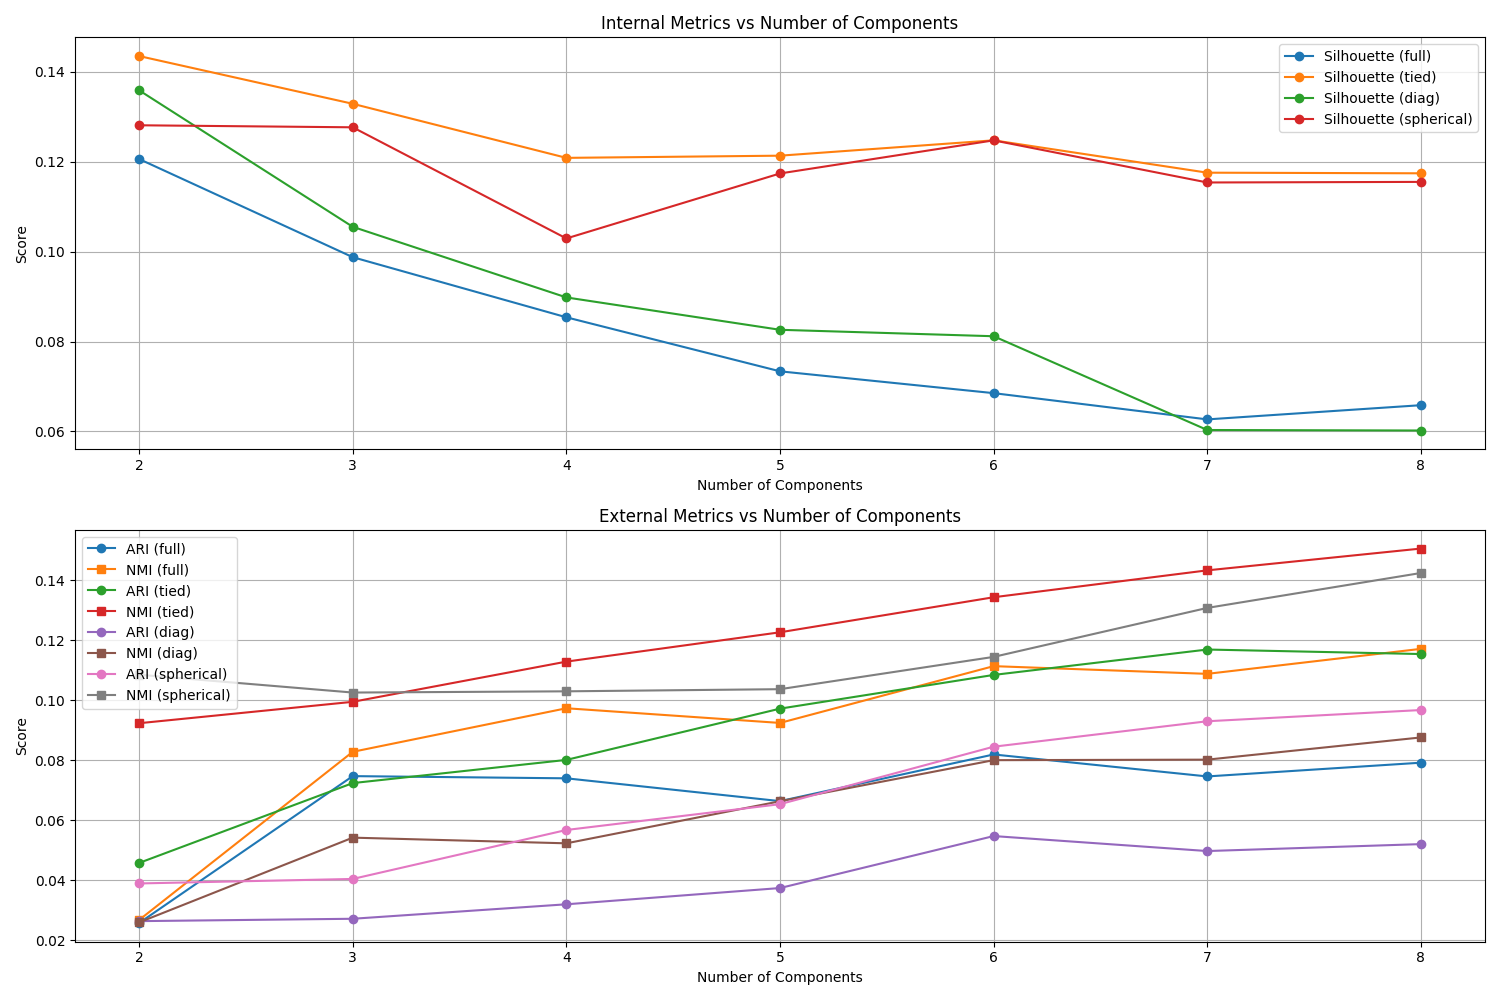 Internal Metrics vs Number of Components
Score
0.14
0.12
0.10
0.08
0.06
Silhouette (full)
Silhouette (tied)
Silhouette (diag)
Silhouette (spherical)
2 3 4 5 6 7 8
Number of Components
External Metrics vs Number of Components
Score
0.14
0.12
0.10
0.08
0.06
0.04
0.02
ARI (full)
NMI (full)
ARI (tied)
NMI (tied)
ARI (diag)
NMI (diag)
ARI (spherical)
NMI (spherical)
2 3 4 5 6 7 8
Number of Components